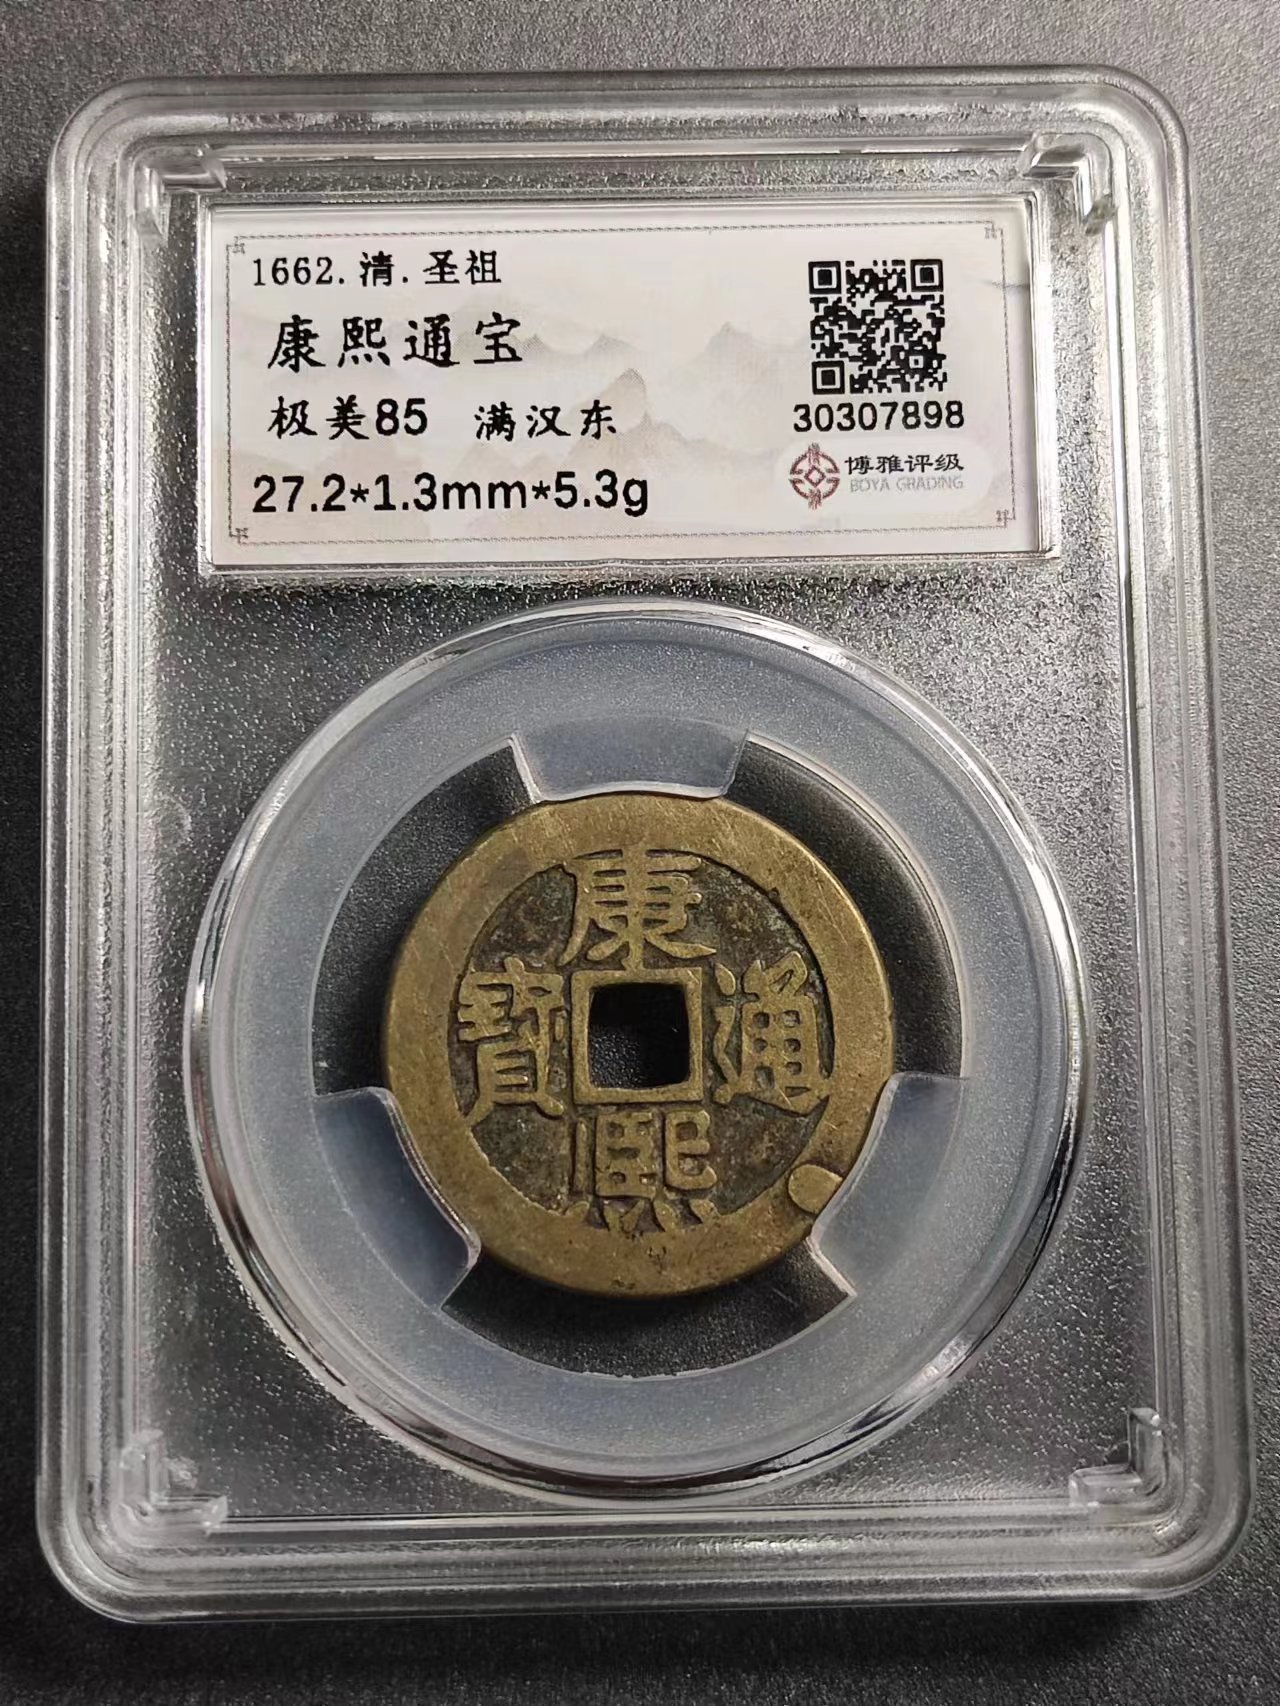 1662.清.圣祖
康熙通宝
极美85 满汉东
27.2*1.3mm*5.3g
30307898
博雅评级
BOYA GRADING
康
寶 通
熙